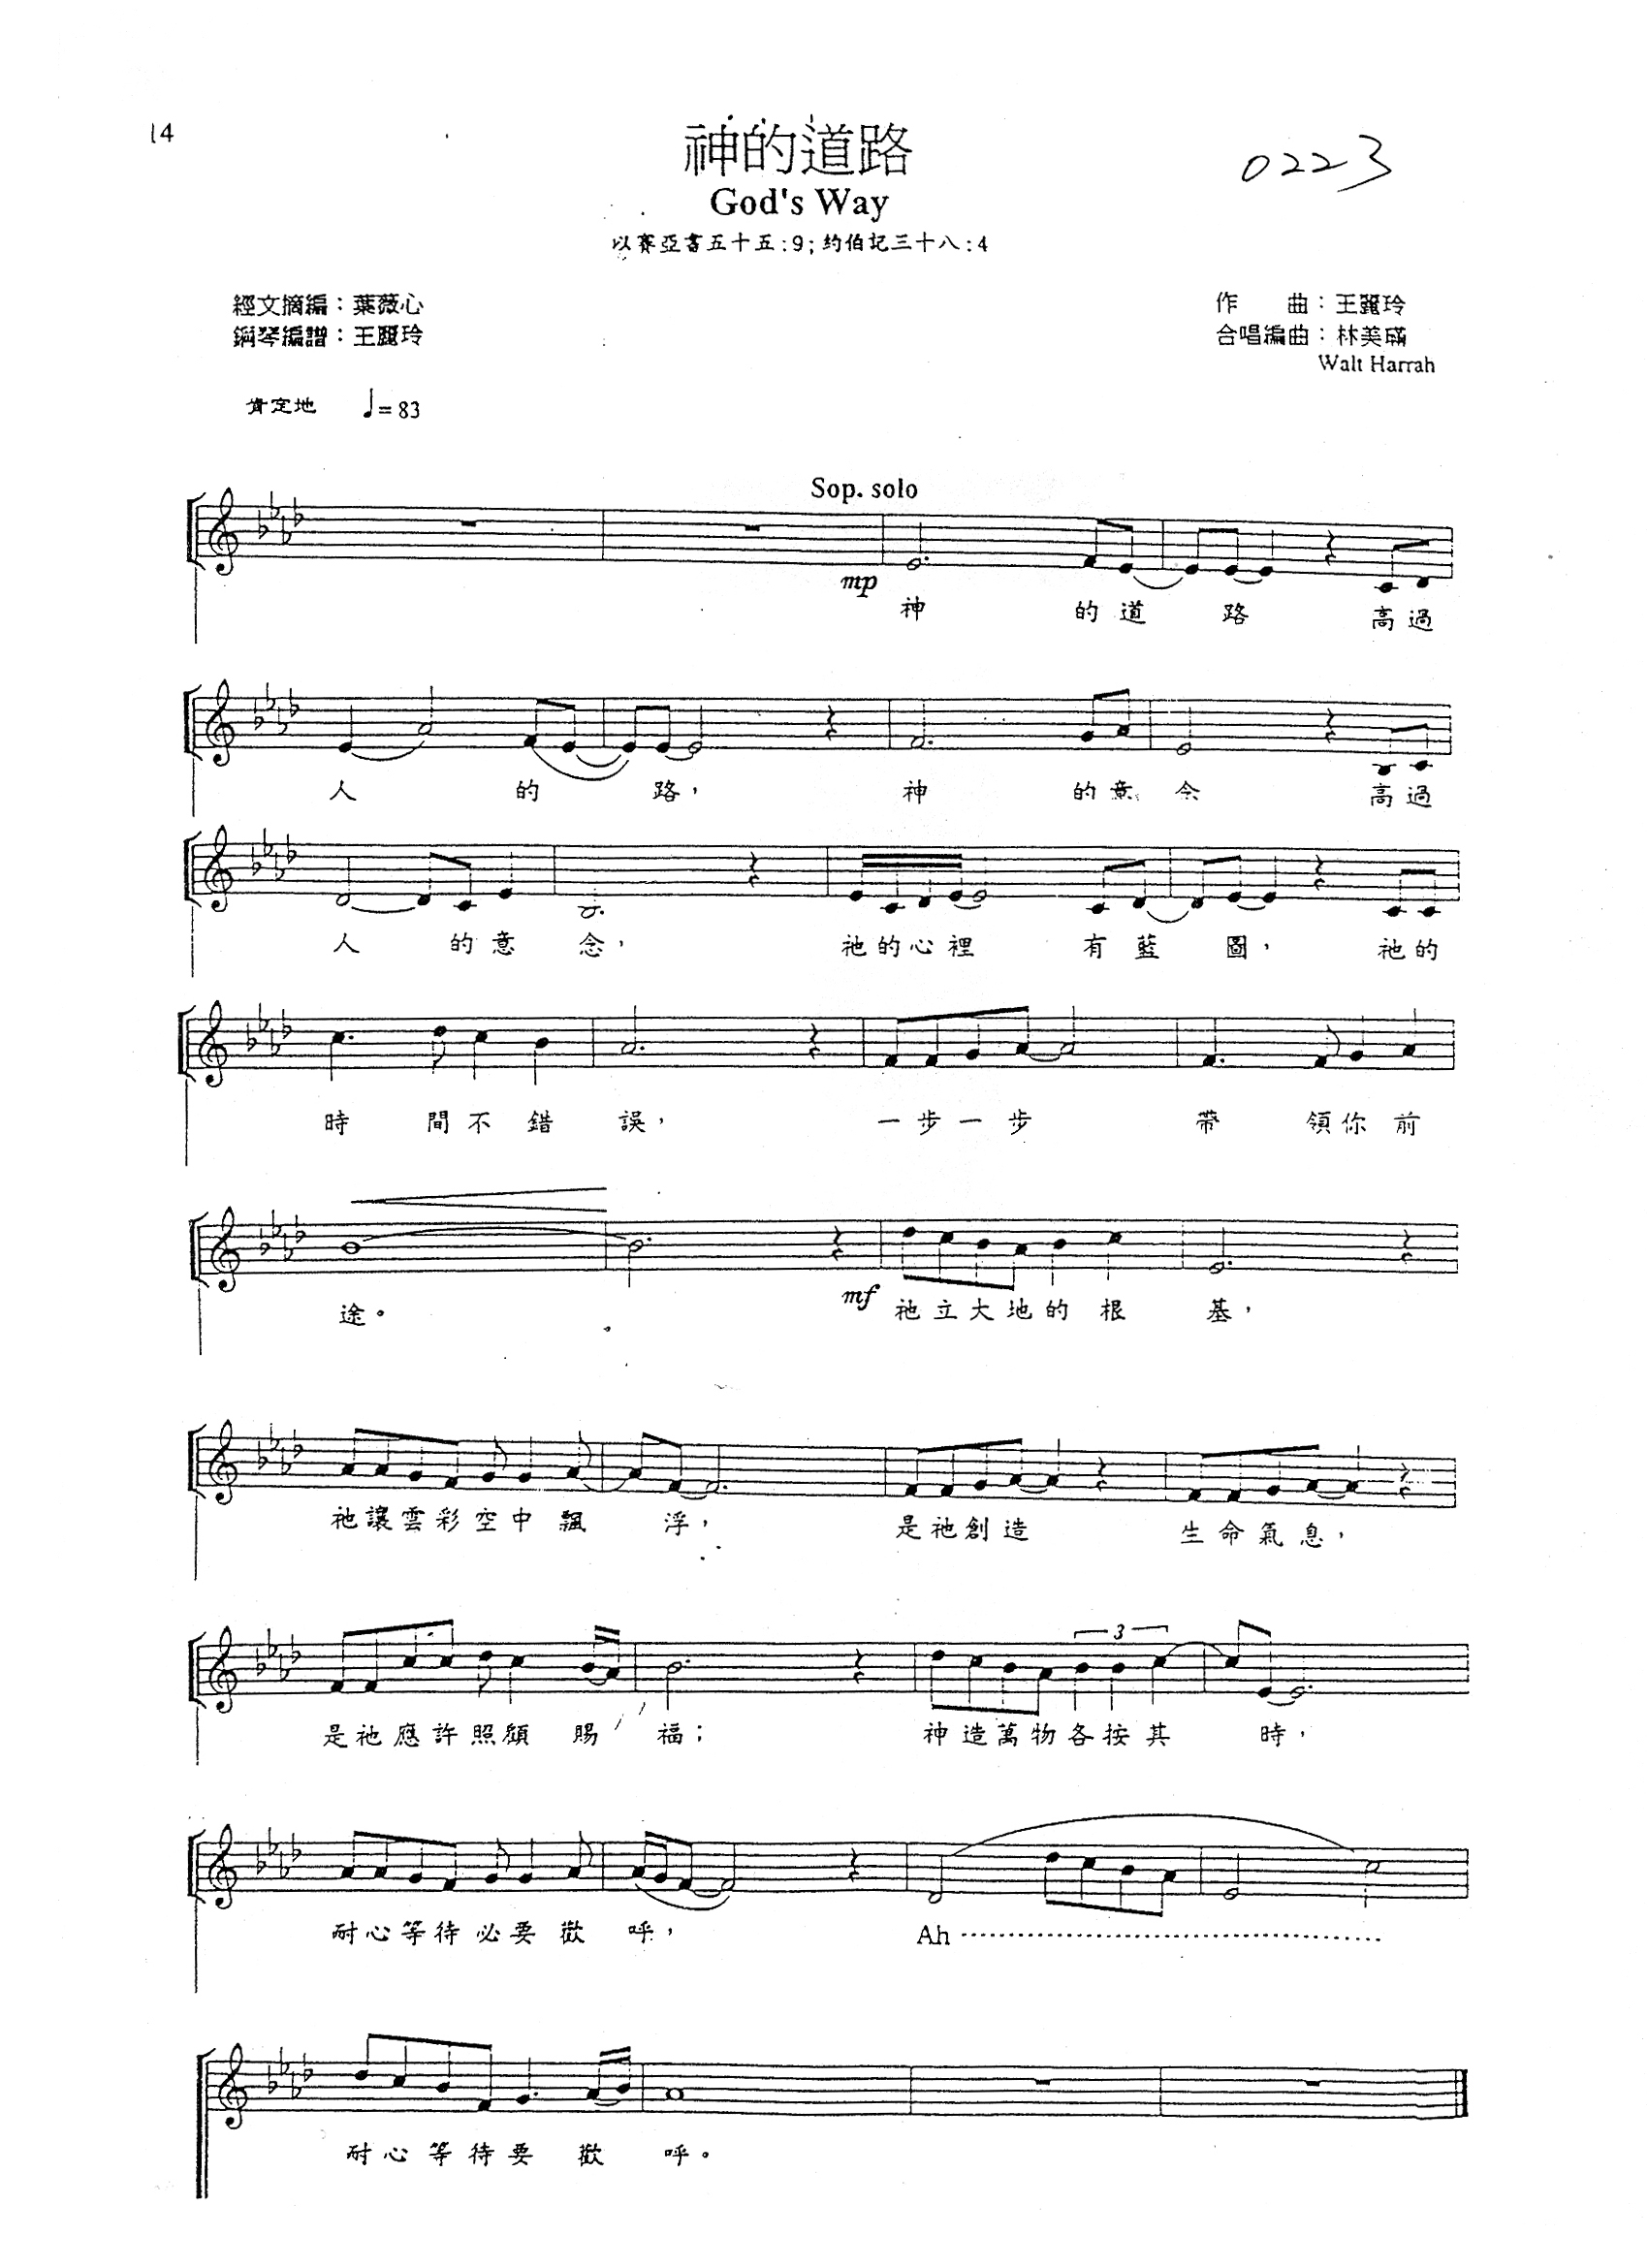 14
神的道路
0223
God's Way
以賽亞書五十五:9;約伯記三十八:4
經文摘編：葉薇心
作　曲：王麗玲
鋼琴編譜：王麗玲
合唱編曲：林美璊
Walt Harrah
肯定地 ♩= 83
Sop. solo
mp
神 的 道 路 高 過
人 的 路， 神 的 意 念 高 過
人 的 意 念， 祂 的 心 裡 有 藍 圖， 祂 的
時 間 不 錯 誤， 一 步 一 步 帶 領 你 前
mf
途。 祂 立 大 地 的 根 基，
祂 讓 雲 彩 空 中 飄 浮， 是 祂 創 造 生 命 氣 息，
3
是 祂 應 許 照 顧 賜 福； 神 造 萬 物 各 按 其 時，
耐 心 等 待 必 要 歡 呼， Ah
耐 心 等 待 要 歡 呼。